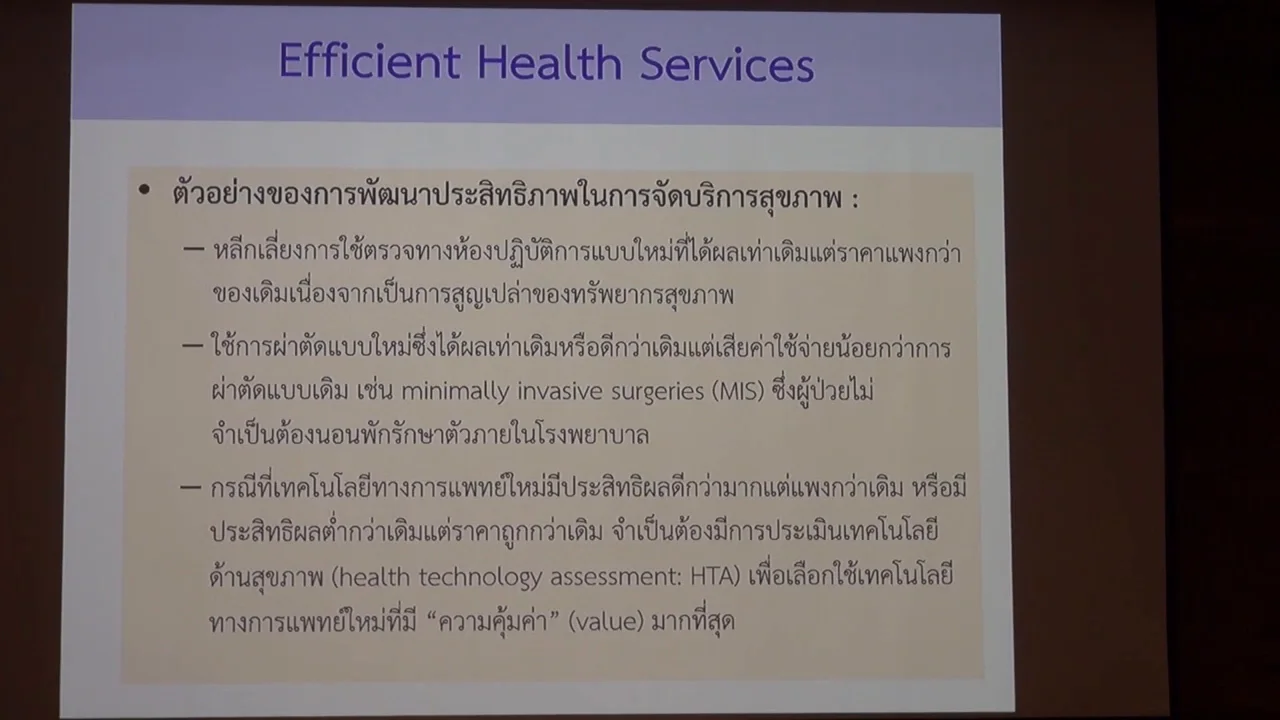 Efficient Health Services
• ตัวอย่างของการพัฒนาประสิทธิภาพในการจัดบริการสุขภาพ :
– หลีกเลี่ยงการใช้ตรวจทางห้องปฏิบัติการแบบใหม่ที่ได้ผลเท่าเดิมแต่ราคาแพงกว่า
ของเดิมเนื่องจากเป็นการสูญเปล่าของทรัพยากรสุขภาพ
– ใช้การผ่าตัดแบบใหม่ซึ่งได้ผลเท่าเดิมหรือดีกว่าเดิมแต่เสียค่าใช้จ่ายน้อยกว่าการ
ผ่าตัดแบบเดิม เช่น minimally invasive surgeries (MIS) ซึ่งผู้ป่วยไม่
จำเป็นต้องนอนพักรักษาตัวภายในโรงพยาบาล
– กรณีที่เทคโนโลยีทางการแพทย์ใหม่มีประสิทธิผลดีกว่ามากแต่แพงกว่าเดิม หรือมี
ประสิทธิผลต่ำกว่าเดิมแต่ราคาถูกกว่าเดิม จำเป็นต้องมีการประเมินเทคโนโลยี
ด้านสุขภาพ (health technology assessment: HTA) เพื่อเลือกใช้เทคโนโลยี
ทางการแพทย์ใหม่ที่มี “ความคุ้มค่า” (value) มากที่สุด